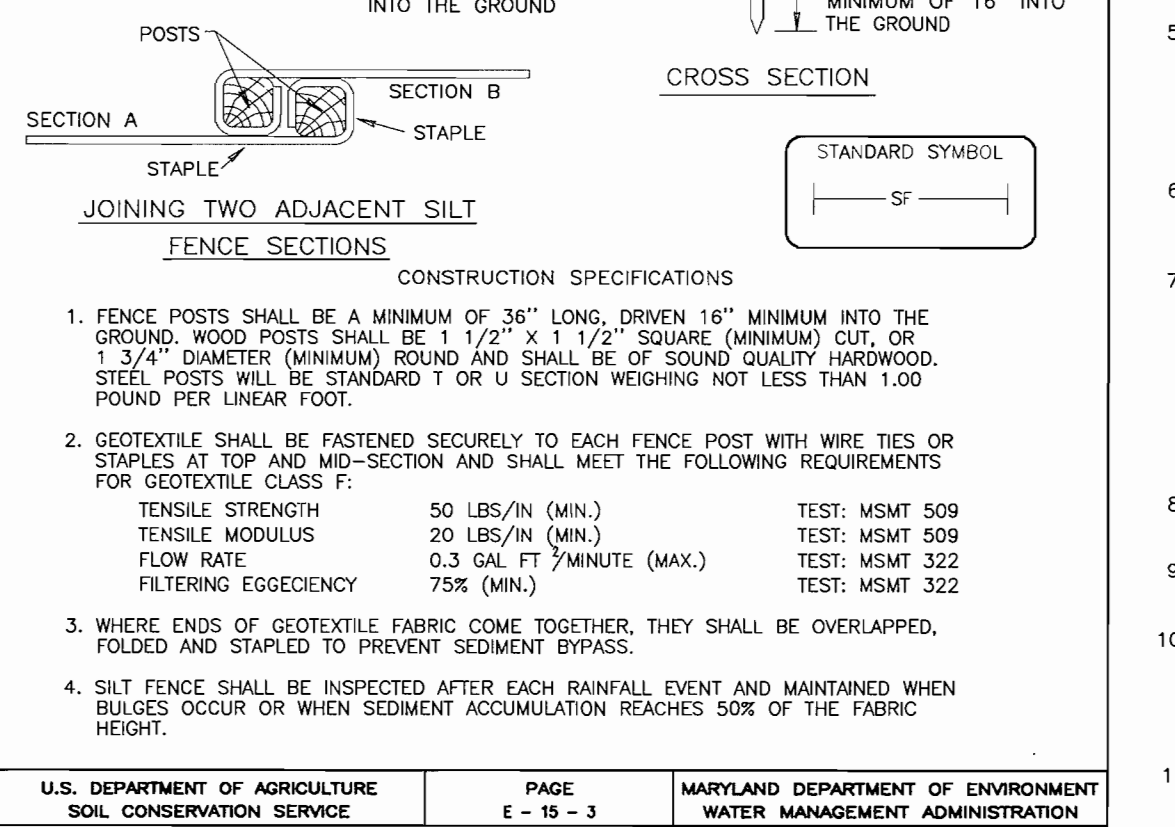 INTO THE GROUND
MINIMUM OF 16" INTO
THE GROUND
POSTS
CROSS SECTION
SECTION B
SECTION A
STAPLE
STAPLE
STANDARD SYMBOL
SF
JOINING TWO ADJACENT SILT
FENCE SECTIONS
CONSTRUCTION SPECIFICATIONS
1. FENCE POSTS SHALL BE A MINIMUM OF 36" LONG, DRIVEN 16" MINIMUM INTO THE
GROUND. WOOD POSTS SHALL BE 1 1/2" X 1 1/2" SQUARE (MINIMUM) CUT, OR
1 3/4" DIAMETER (MINIMUM) ROUND AND SHALL BE OF SOUND QUALITY HARDWOOD.
STEEL POSTS WILL BE STANDARD T OR U SECTION WEIGHING NOT LESS THAN 1.00
POUND PER LINEAR FOOT.
2. GEOTEXTILE SHALL BE FASTENED SECURELY TO EACH FENCE POST WITH WIRE TIES OR
STAPLES AT TOP AND MID-SECTION AND SHALL MEET THE FOLLOWING REQUIREMENTS
FOR GEOTEXTILE CLASS F:
TENSILE STRENGTH 50 LBS/IN (MIN.) TEST: MSMT 509
TENSILE MODULUS 20 LBS/IN (MIN.) TEST: MSMT 509
FLOW RATE 0.3 GAL FT ²/MINUTE (MAX.) TEST: MSMT 322
FILTERING EGGECIENCY 75% (MIN.) TEST: MSMT 322
3. WHERE ENDS OF GEOTEXTILE FABRIC COME TOGETHER, THEY SHALL BE OVERLAPPED,
FOLDED AND STAPLED TO PREVENT SEDIMENT BYPASS.
4. SILT FENCE SHALL BE INSPECTED AFTER EACH RAINFALL EVENT AND MAINTAINED WHEN
BULGES OCCUR OR WHEN SEDIMENT ACCUMULATION REACHES 50% OF THE FABRIC
HEIGHT.
U.S. DEPARTMENT OF AGRICULTURE
SOIL CONSERVATION SERVICE
PAGE
E - 15 - 3
MARYLAND DEPARTMENT OF ENVIRONMENT
WATER MANAGEMENT ADMINISTRATION